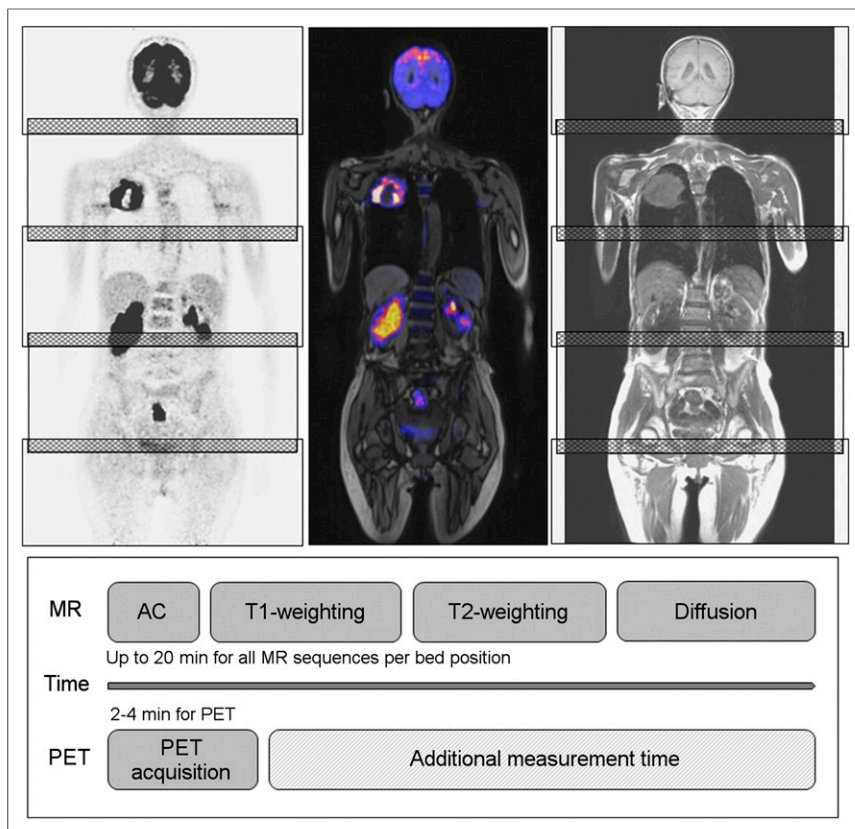 MR
AC
T1-weighting
T2-weighting
Diffusion
Up to 20 min for all MR sequences per bed position
Time
2-4 min for PET
PET
PET
acquisition
Additional measurement time